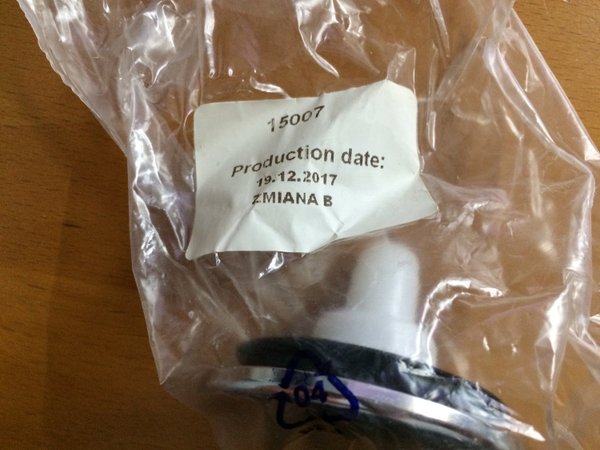 15007
Production date:
19.12.2017
ZMIANA B
04